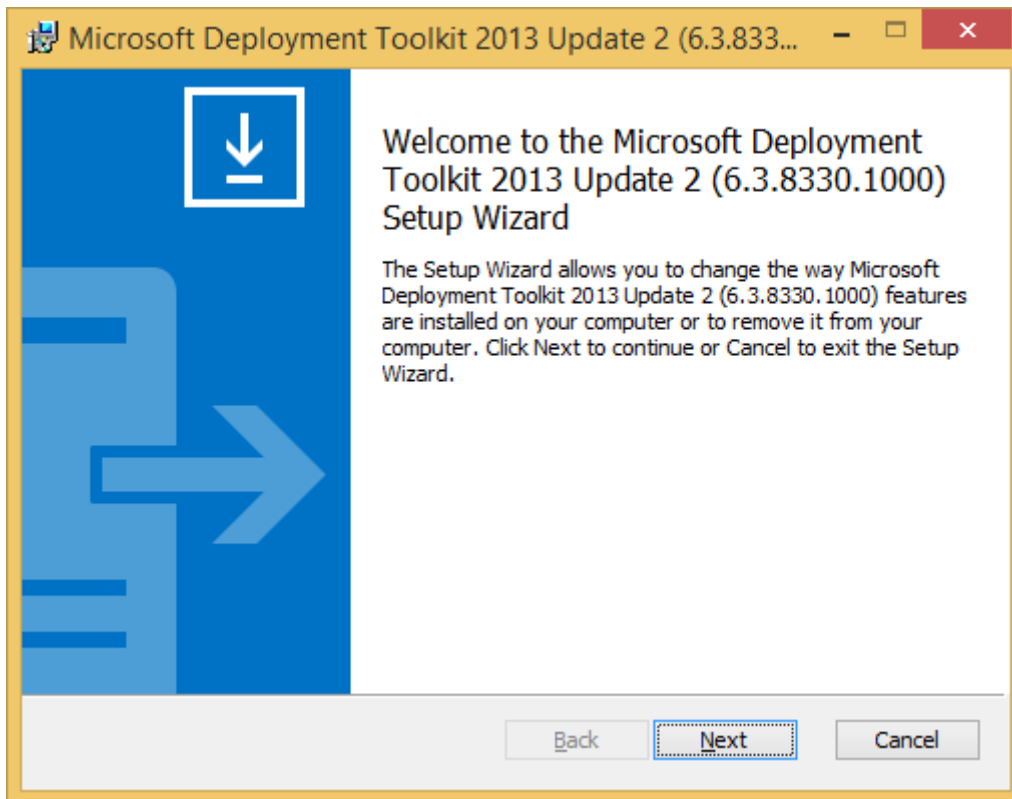 Microsoft Deployment Toolkit 2013 Update 2 (6.3.833...
Welcome to the Microsoft Deployment
Toolkit 2013 Update 2 (6.3.8330.1000)
Setup Wizard
The Setup Wizard allows you to change the way Microsoft
Deployment Toolkit 2013 Update 2 (6.3.8330.1000) features
are installed on your computer or to remove it from your
computer. Click Next to continue or Cancel to exit the Setup
Wizard.
Back Next Cancel